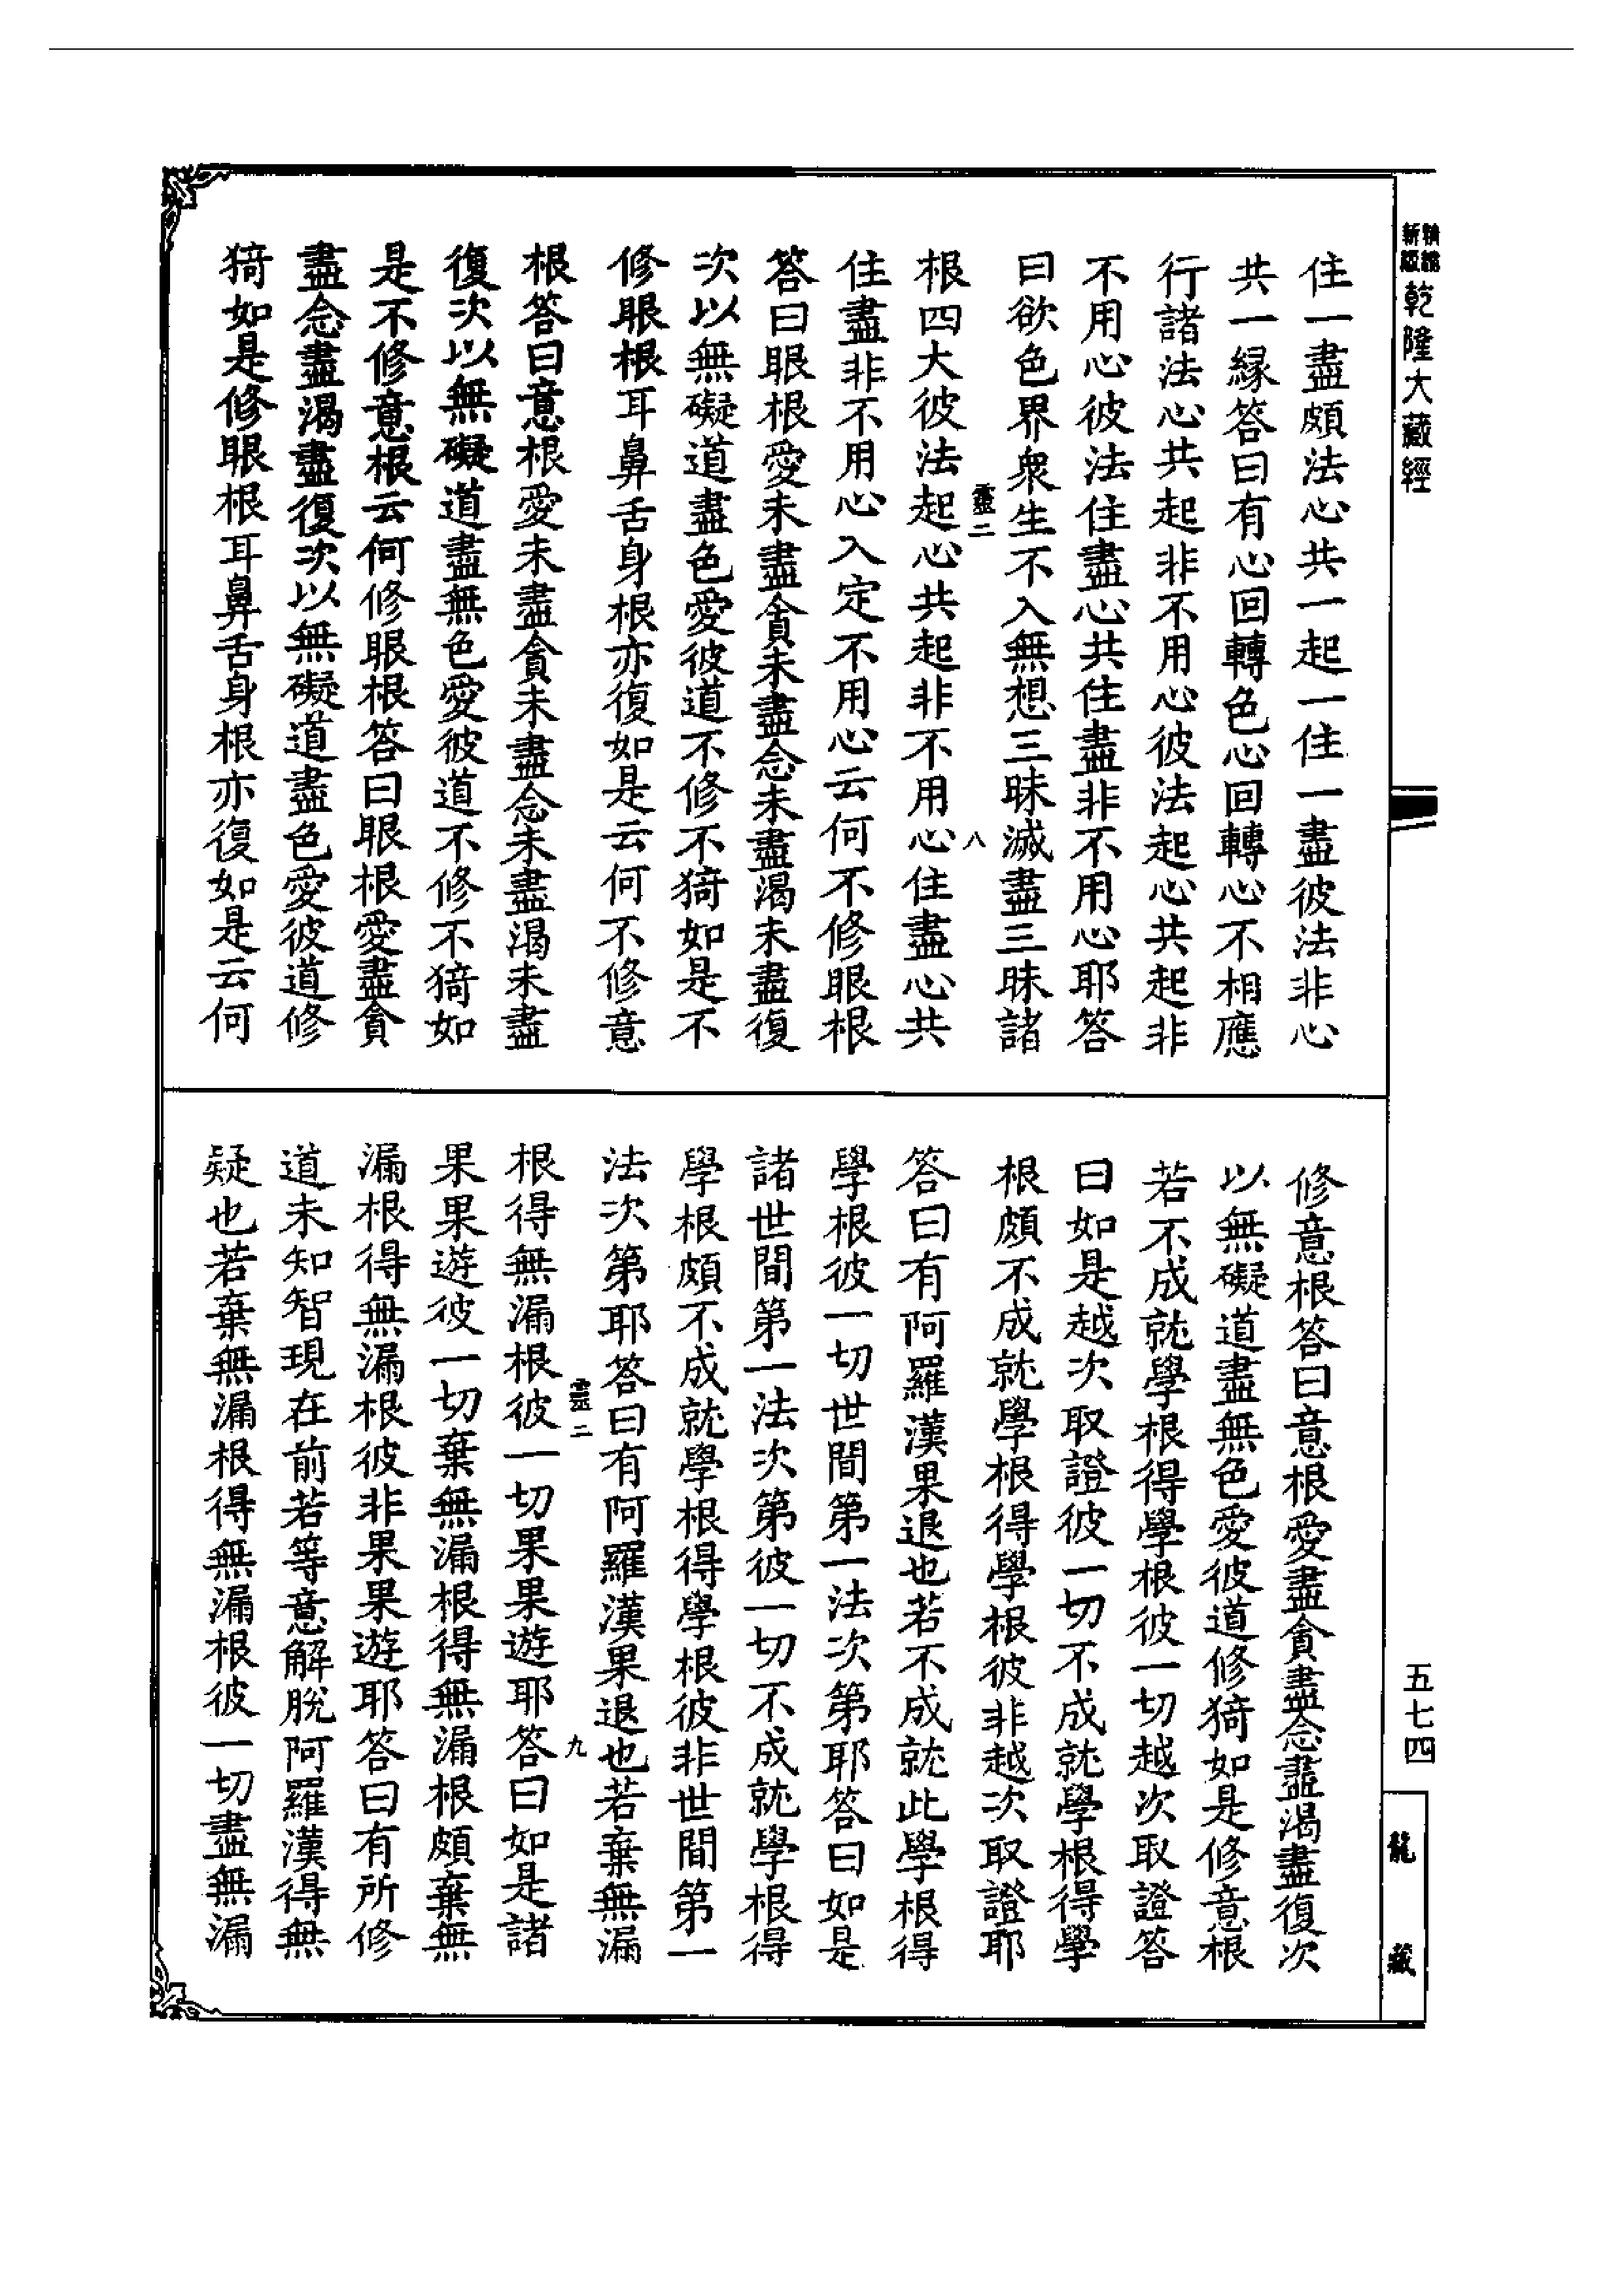 精縮新版乾隆大藏經
住一盡頗法心共一起一住一盡彼法非心
共一緣答曰有心回轉色心回轉心不相應
行諸法心共起非不用心彼法起心共起非
不用心彼法住盡心共住盡非不用心耶答
曰欲色界衆生不入無想三昧滅盡三昧諸
靈二 八
根四大彼法起心共起非不用心住盡心共
住盡非不用心入定不用心云何不修眼根
答曰眼根愛未盡貪未盡念未盡渴未盡復
次以無礙道盡色愛彼道不修不猗如是不
修眼根耳鼻舌身根亦復如是云何不修意
根答曰意根愛未盡貪未盡念未盡渴未盡
復次以無礙道盡無色愛彼道不修不猗如
是不修意根云何修眼根答曰眼根愛盡貪
盡念盡渴盡復次以無礙道盡色愛彼道修
猗如是修眼根耳鼻舌身根亦復如是云何
修意根答曰意根愛盡貪盡念盡渴盡復次
以無礙道盡無色愛彼道修猗如是修意根
若不成就學根得學根彼一切越次取證答
曰如是越次取證彼一切不成就學根得學
根頗不成就學根得學根彼非越次取證耶
答曰有阿羅漢果退也若不成就此學根得
學根彼一切世間第一法次第耶答曰如是
諸世間第一法次第彼一切不成就學根得
學根頗不成就學根得學根彼非世間第一
法次第耶答曰有阿羅漢果退也若棄無漏
靈二 九
根得無漏根彼一切果果遊耶答曰如是諸
果果遊彼一切棄無漏根得無漏根頗棄無
漏根得無漏根彼非果果遊耶答曰有所修
道未知智現在前若等意解脫阿羅漢得無
疑也若棄無漏根得無漏根彼一切盡無漏
五七四
龍藏